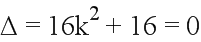 Δ = 16k² + 16 = 0